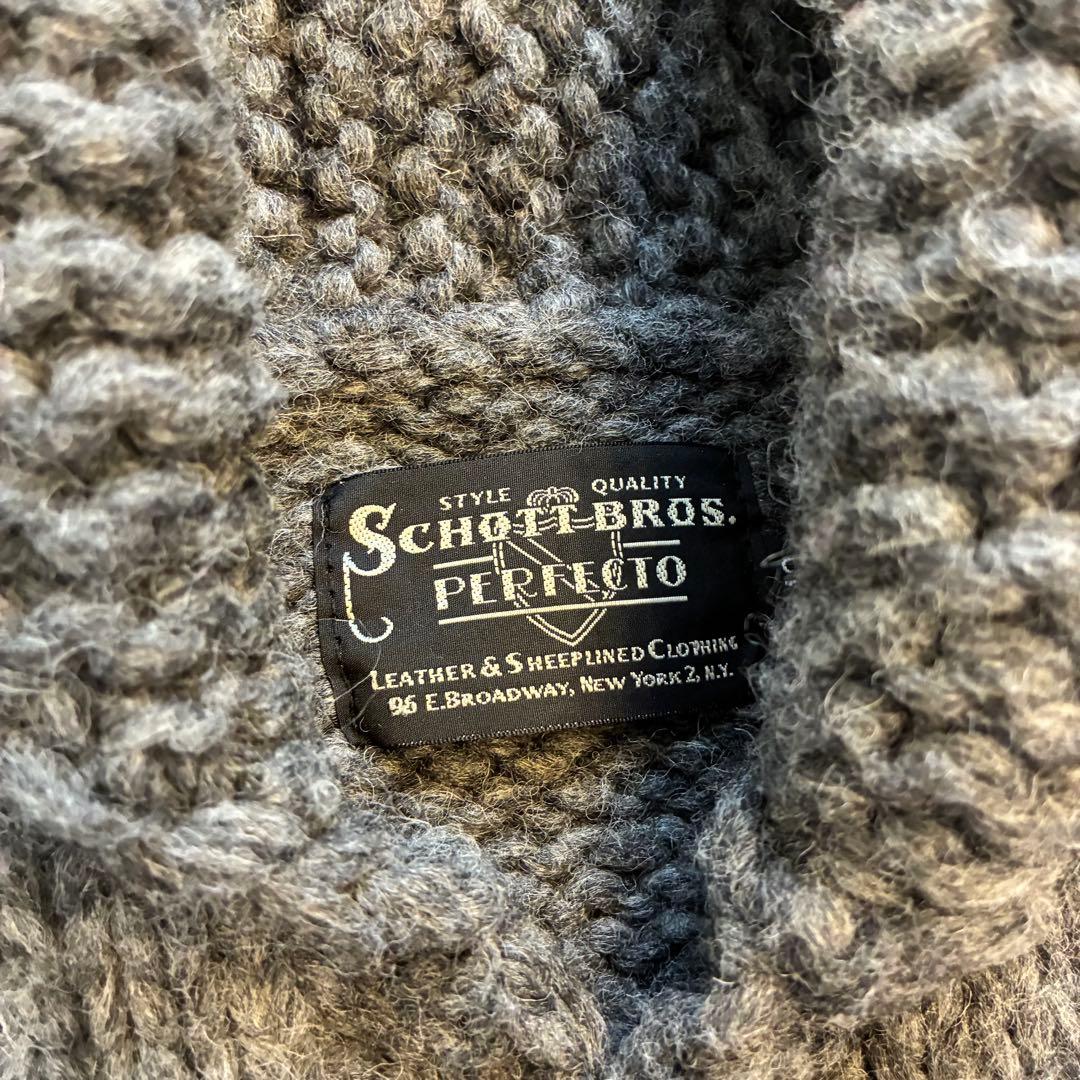 STYLE QUALITY
SCHOTT BROS.
PERFECTO
LEATHER & SHEEPLINED CLOTHING
96 E. BROADWAY, NEW YORK 2, N.Y.